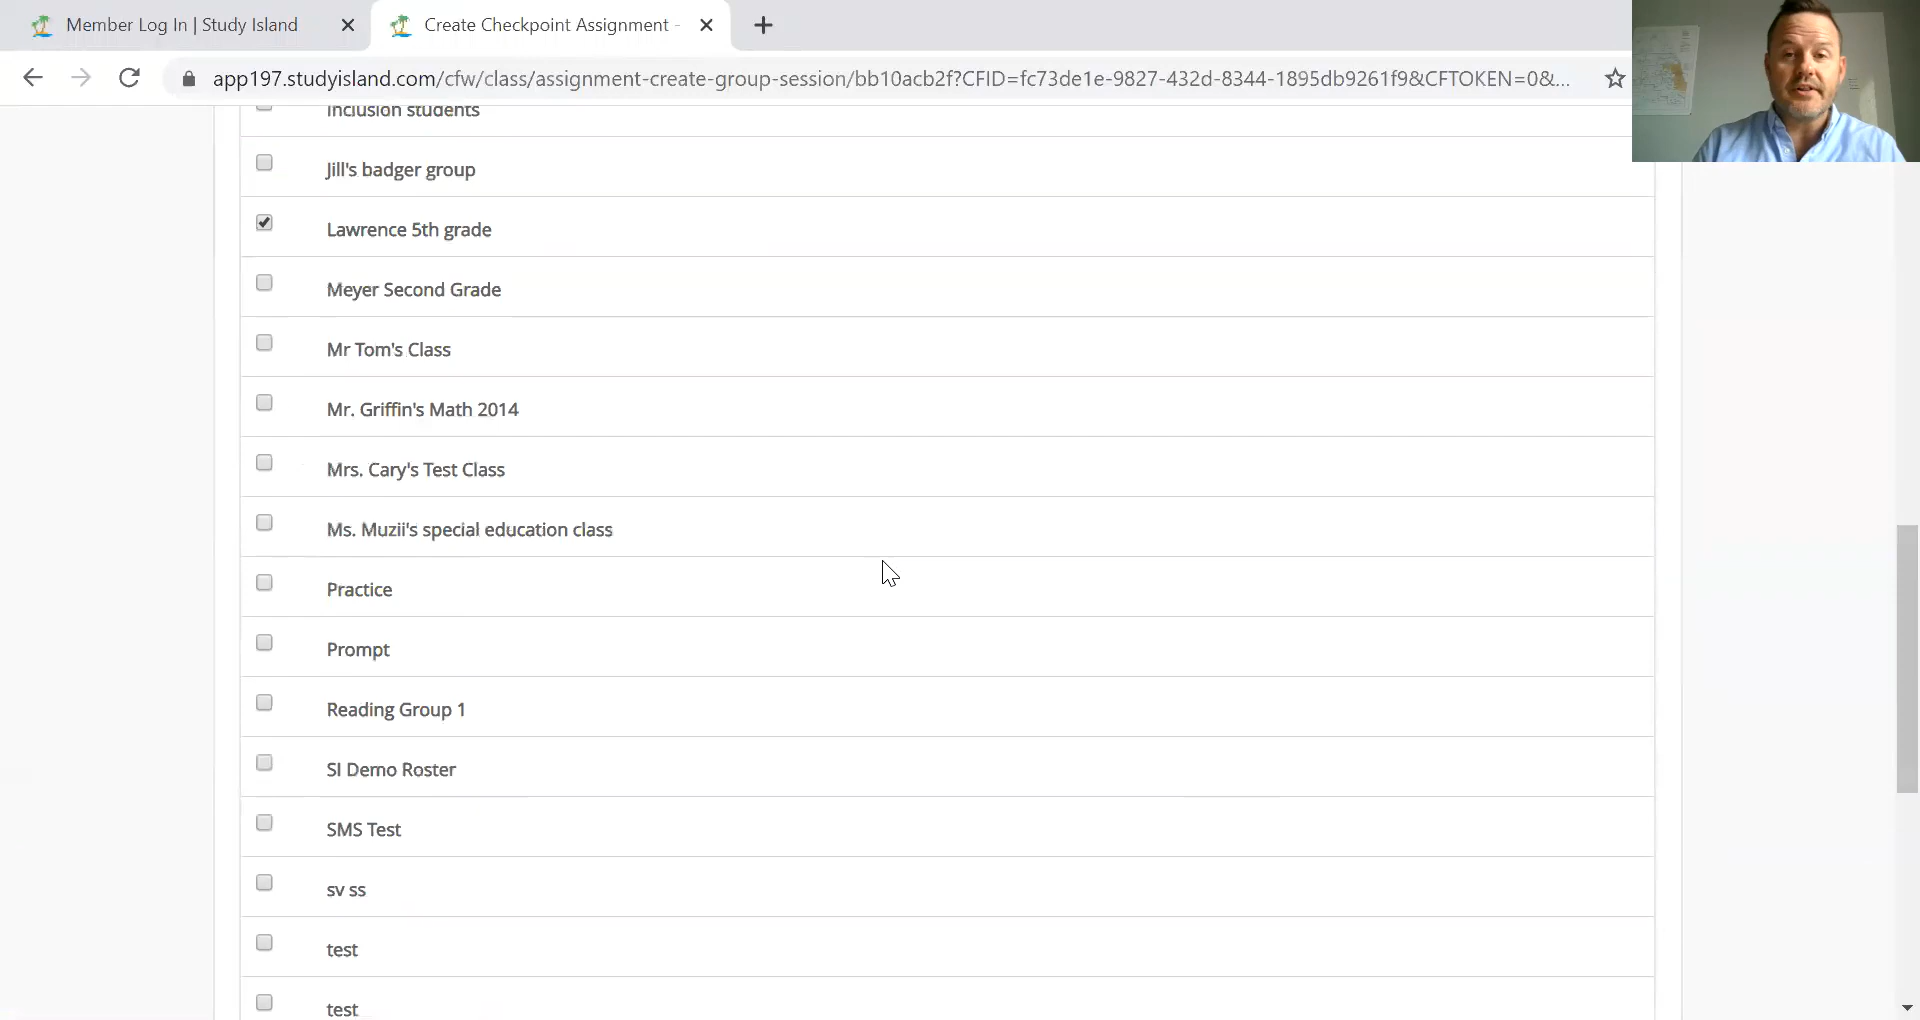 Member Log In | Study Island
Create Checkpoint Assignment -
app197.studyisland.com/cfw/class/assignment-create-group-session/bb10acb2f?CFID=fc73de1e-9827-432d-8344-1895db9261f9&CFTOKEN=0&...
Inclusion students
Jill's badger group
Lawrence 5th grade
Meyer Second Grade
Mr Tom's Class
Mr. Griffin's Math 2014
Mrs. Cary's Test Class
Ms. Muzii's special education class
Practice
Prompt
Reading Group 1
SI Demo Roster
SMS Test
sv ss
test
test